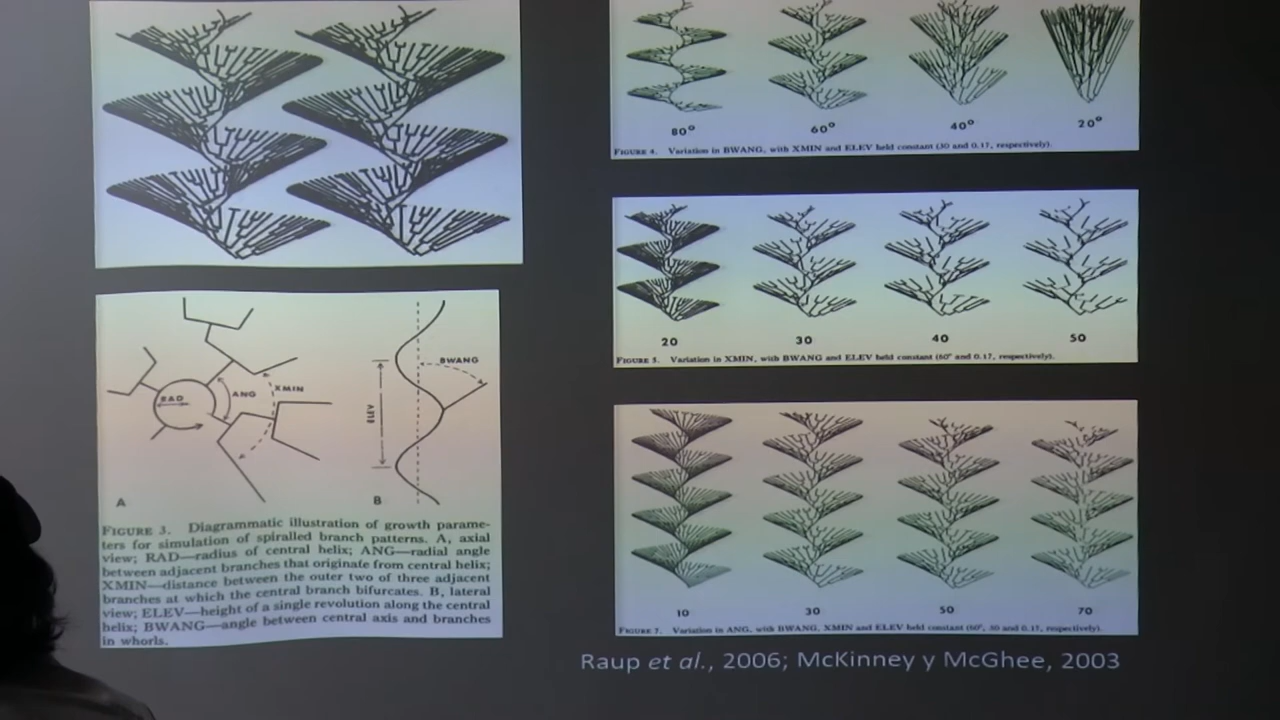 RAD
ANG
XMIN
ELEV
BWANG
A
B
FIGURE 3. Diagrammatic illustration of growth parame-
ters for simulation of spiralled branch patterns. A, axial
view; RAD—radius of central helix; ANG—radial angle
between adjacent branches that originate from central helix;
XMIN—distance between the outer two of three adjacent
branches at which the central branch bifurcates. B, lateral
view; ELEV—height of a single revolution along the central
helix; BWANG—angle between central axis and branches
in whorls.
80° 60° 40° 20°
FIGURE 4. Variation in BWANG, with XMIN and ELEV held constant (30 and 0.17, respectively).
20 30 40 50
FIGURE 5. Variation in XMIN, with BWANG and ELEV held constant (60° and 0.17, respectively).
10 30 50 70
FIGURE 7. Variation in ANG, with BWANG, XMIN and ELEV held constant (60°, 30 and 0.17, respectively).
Raup et al., 2006; McKinney y McGhee, 2003